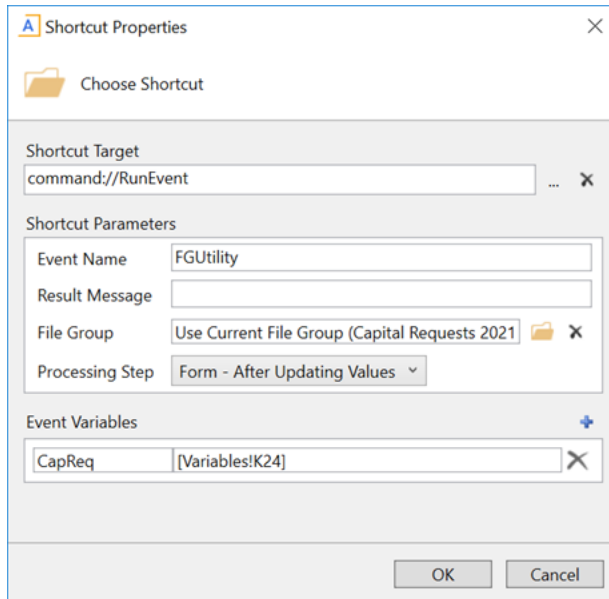 A Shortcut Properties
Choose Shortcut
Shortcut Target
command://RunEvent
...
Shortcut Parameters
Event Name FGUtility
Result Message
File Group Use Current File Group (Capital Requests 2021
Processing Step Form - After Updating Values
Event Variables
CapReq [Variables!K24]
OK Cancel